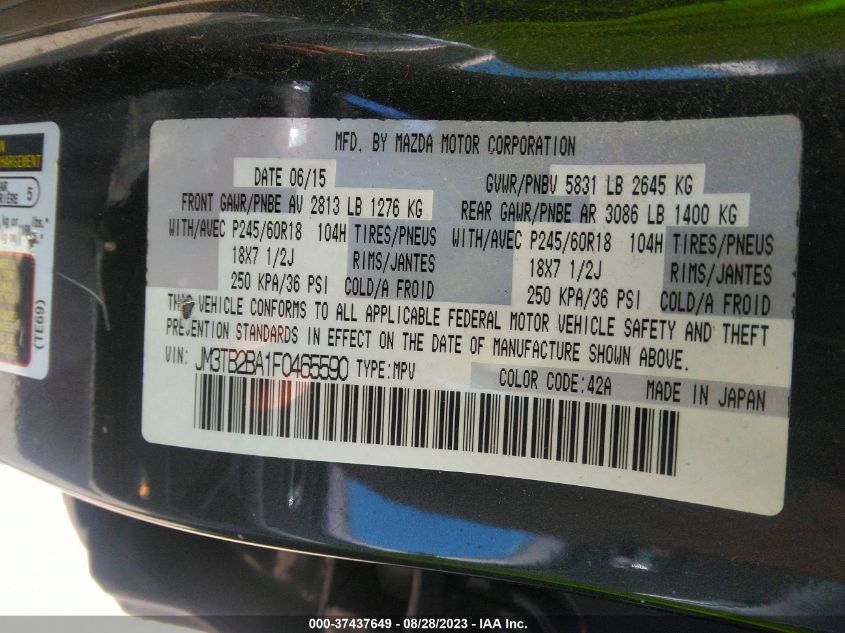 MFD. BY MAZDA MOTOR CORPORATION
DATE 06/15 GVWR/PNBV 5831 LB 2645 KG
FRONT GAWR/PNBE AV 2813 LB 1276 KG REAR GAWR/PNBE AR 3086 LB 1400 KG
WITH/AVEC P245/60R18 104H TIRES/PNEUS WITH/AVEC P245/60R18 104H TIRES/PNEUS
18X7 1/2J RIMS/JANTES 18X7 1/2J RIMS/JANTES
250 KPA/36 PSI COLD/A FROID 250 KPA/36 PSI COLD/A FROID
THIS VEHICLE CONFORMS TO ALL APPLICABLE FEDERAL MOTOR VEHICLE SAFETY AND THEFT
PREVENTION STANDARDS IN EFFECT ON THE DATE OF MANUFACTURE SHOWN ABOVE.
VIN: JM3TB2BA1F0465590 TYPE:MPV COLOR CODE:42A MADE IN JAPAN
5
kg or lbs.
(TE69)
000-37437649 - 08/28/2023 - IAA Inc.